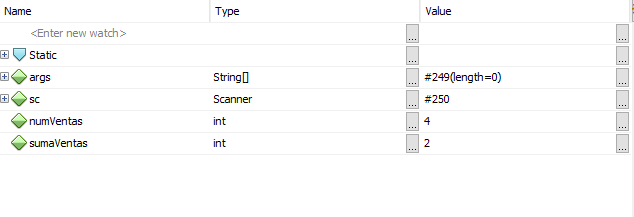 Name Type Value
<Enter new watch> ... ...
Static ... ...
args String[] ... #249(length=0) ...
sc Scanner ... #250 ...
numVentas int ... 4 ...
sumaVentas int ... 2 ...